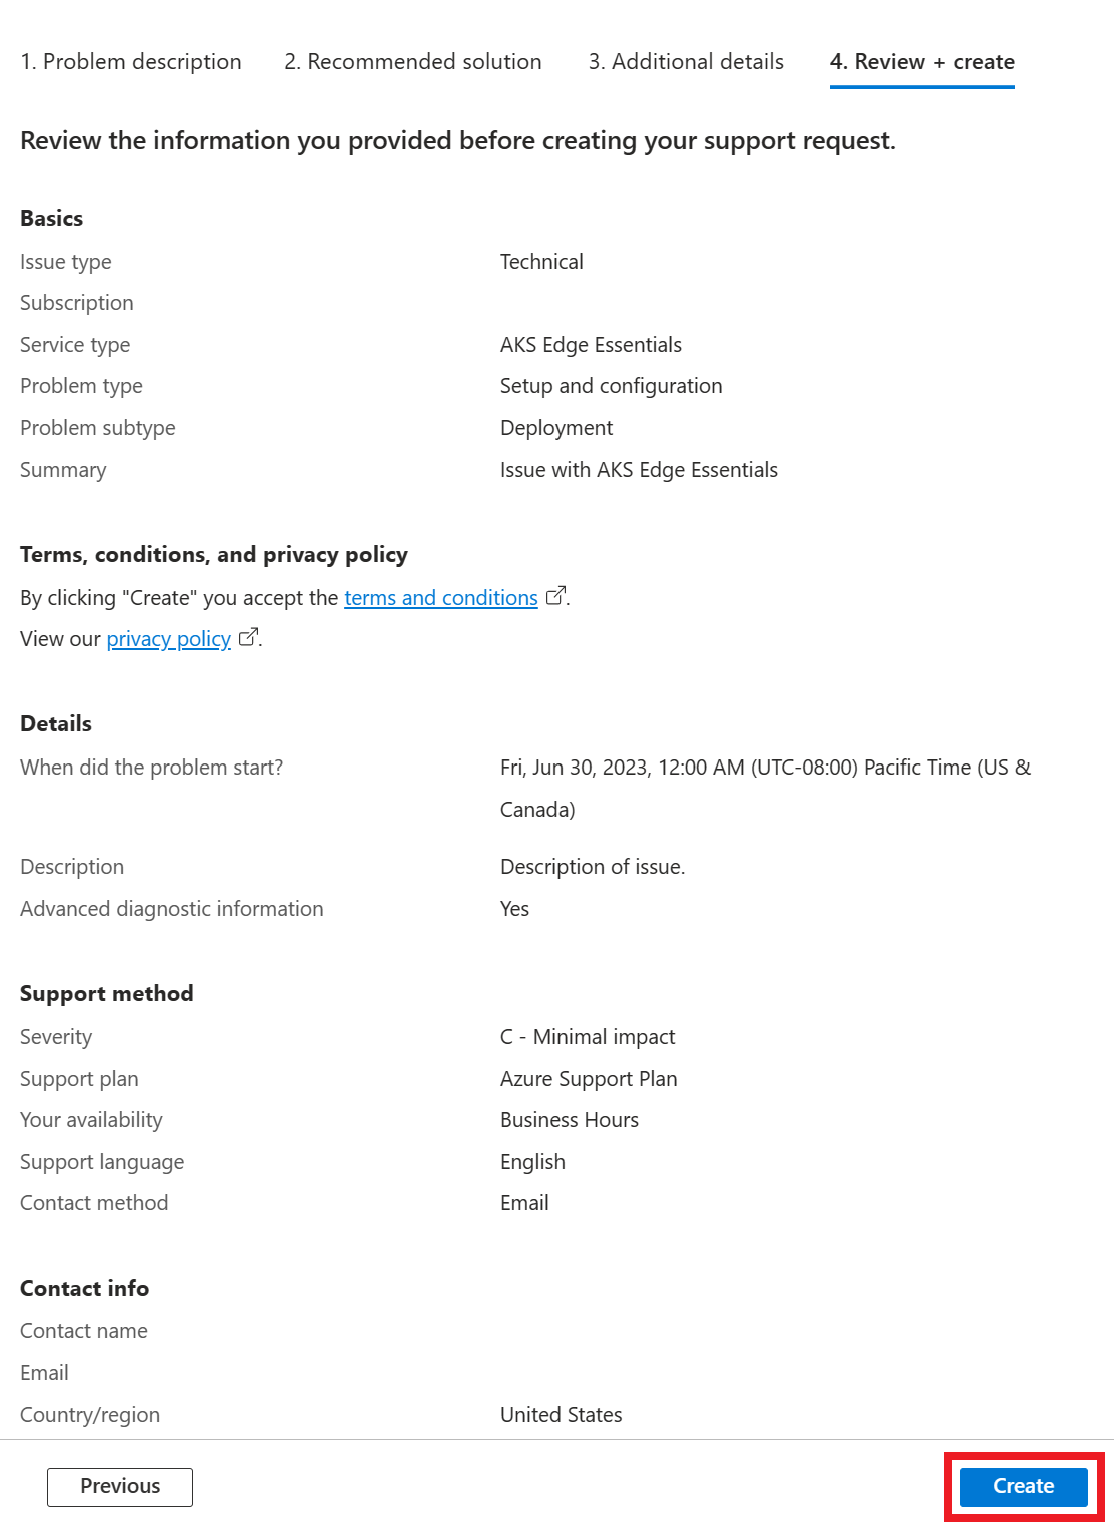 1. Problem description 2. Recommended solution 3. Additional details 4. Review + create
Review the information you provided before creating your support request.
Basics
Issue type Technical
Subscription
Service type AKS Edge Essentials
Problem type Setup and configuration
Problem subtype Deployment
Summary Issue with AKS Edge Essentials
Terms, conditions, and privacy policy
By clicking "Create" you accept the terms and conditions.
View our privacy policy.
Details
When did the problem start? Fri, Jun 30, 2023, 12:00 AM (UTC-08:00) Pacific Time (US &
Canada)
Description Description of issue.
Advanced diagnostic information Yes
Support method
Severity C - Minimal impact
Support plan Azure Support Plan
Your availability Business Hours
Support language English
Contact method Email
Contact info
Contact name
Email
Country/region United States
Previous Create